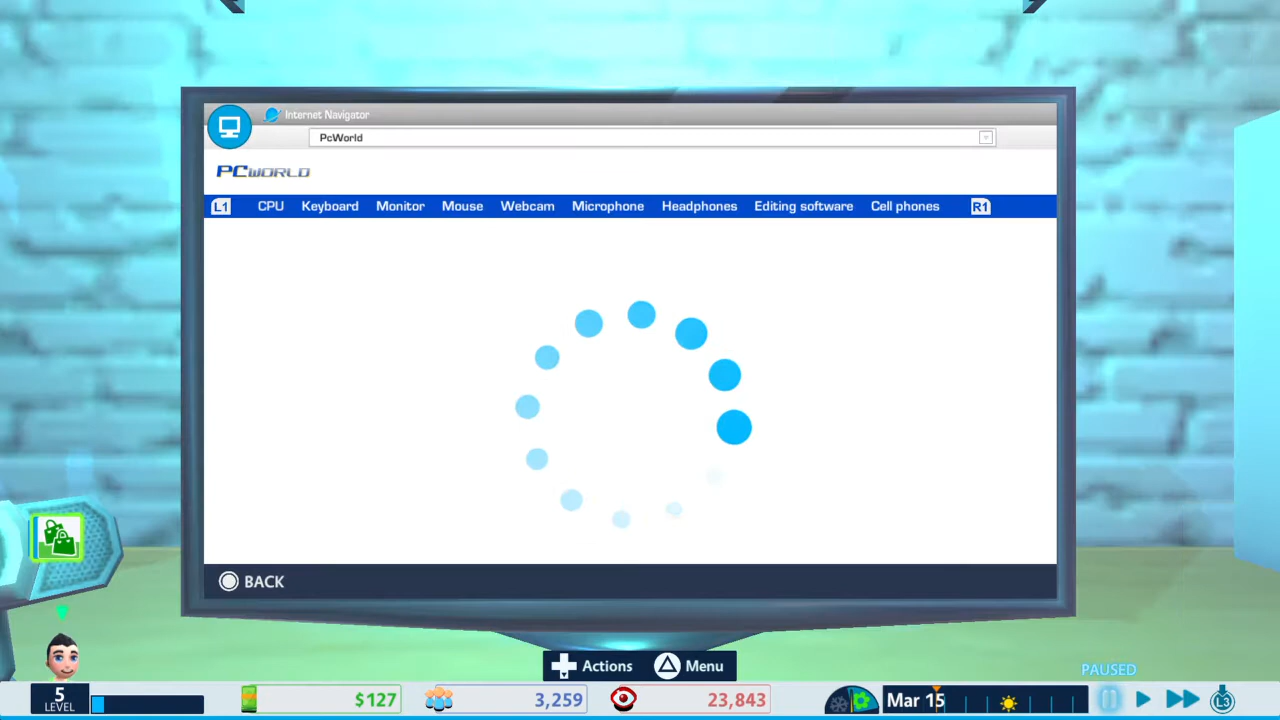 Internet Navigator
PcWorld
PCWORLD
L1 CPU Keyboard Monitor Mouse Webcam Microphone Headphones Editing software Cell phones R1
BACK
Actions Menu
PAUSED
5 LEVEL $127 3,259 23,843 Mar 15 L3